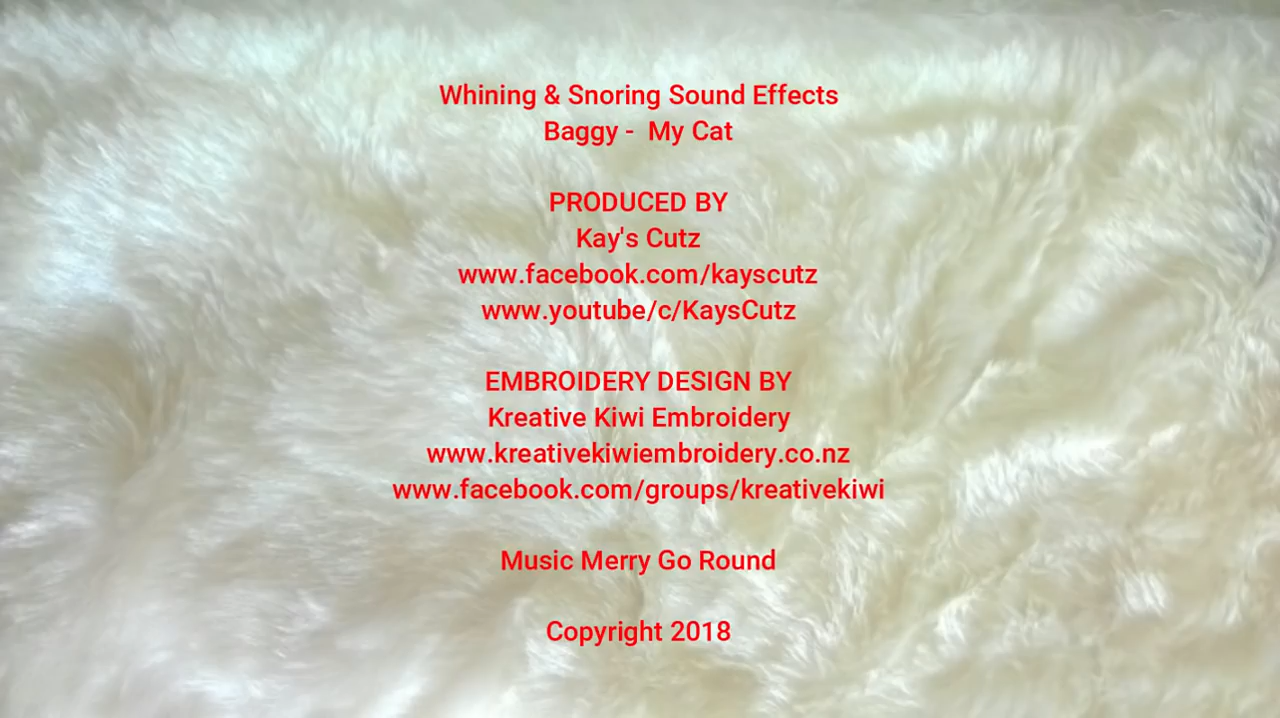 Whining & Snoring Sound Effects
Baggy -  My Cat
PRODUCED BY
Kay's Cutz
www.facebook.com/kayscutz
www.youtube/c/KaysCutz
EMBROIDERY DESIGN BY
Kreative Kiwi Embroidery
www.kreativekiwiembroidery.co.nz
www.facebook.com/groups/kreativekiwi
Music Merry Go Round
Copyright 2018